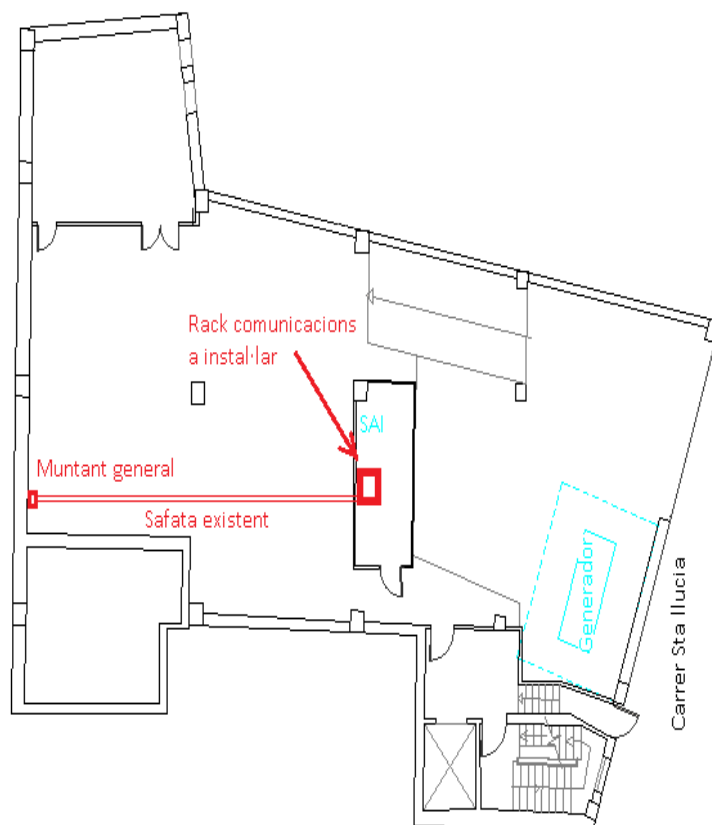 Rack comunicacions
a instal·lar
SAI
Muntant general
Safata existent
Generador
Carrer Sta llucia